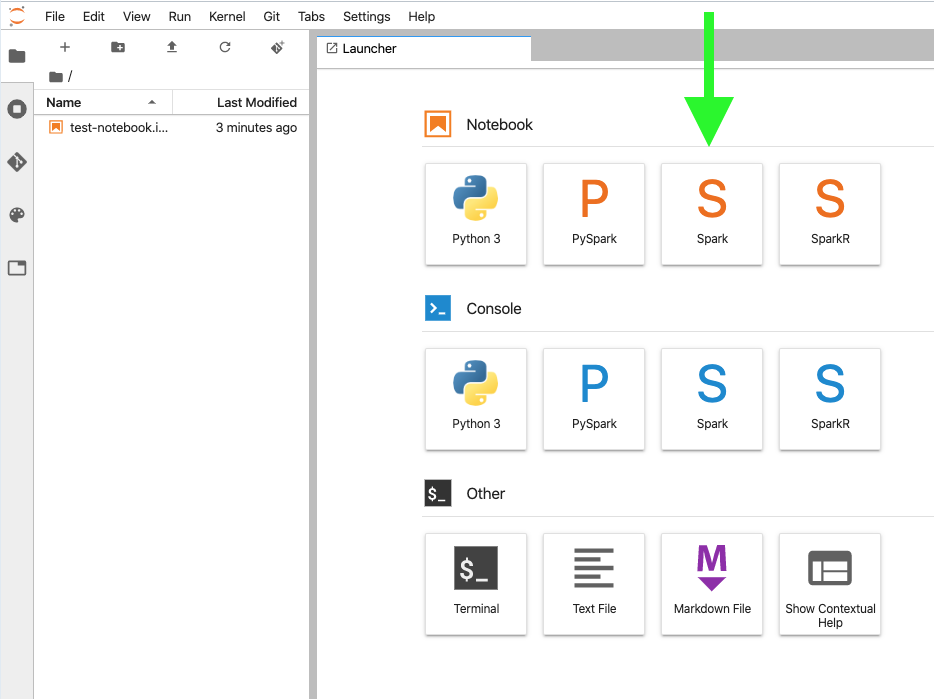 File Edit View Run Kernel Git Tabs Settings Help
Launcher
/
Name Last Modified
test-notebook.i... 3 minutes ago
Notebook
Python 3
P
PySpark
S
Spark
S
SparkR
Console
Python 3
P
PySpark
S
Spark
S
SparkR
$_
Other
$_
Terminal
Text File
M
Markdown File
Show Contextual
Help